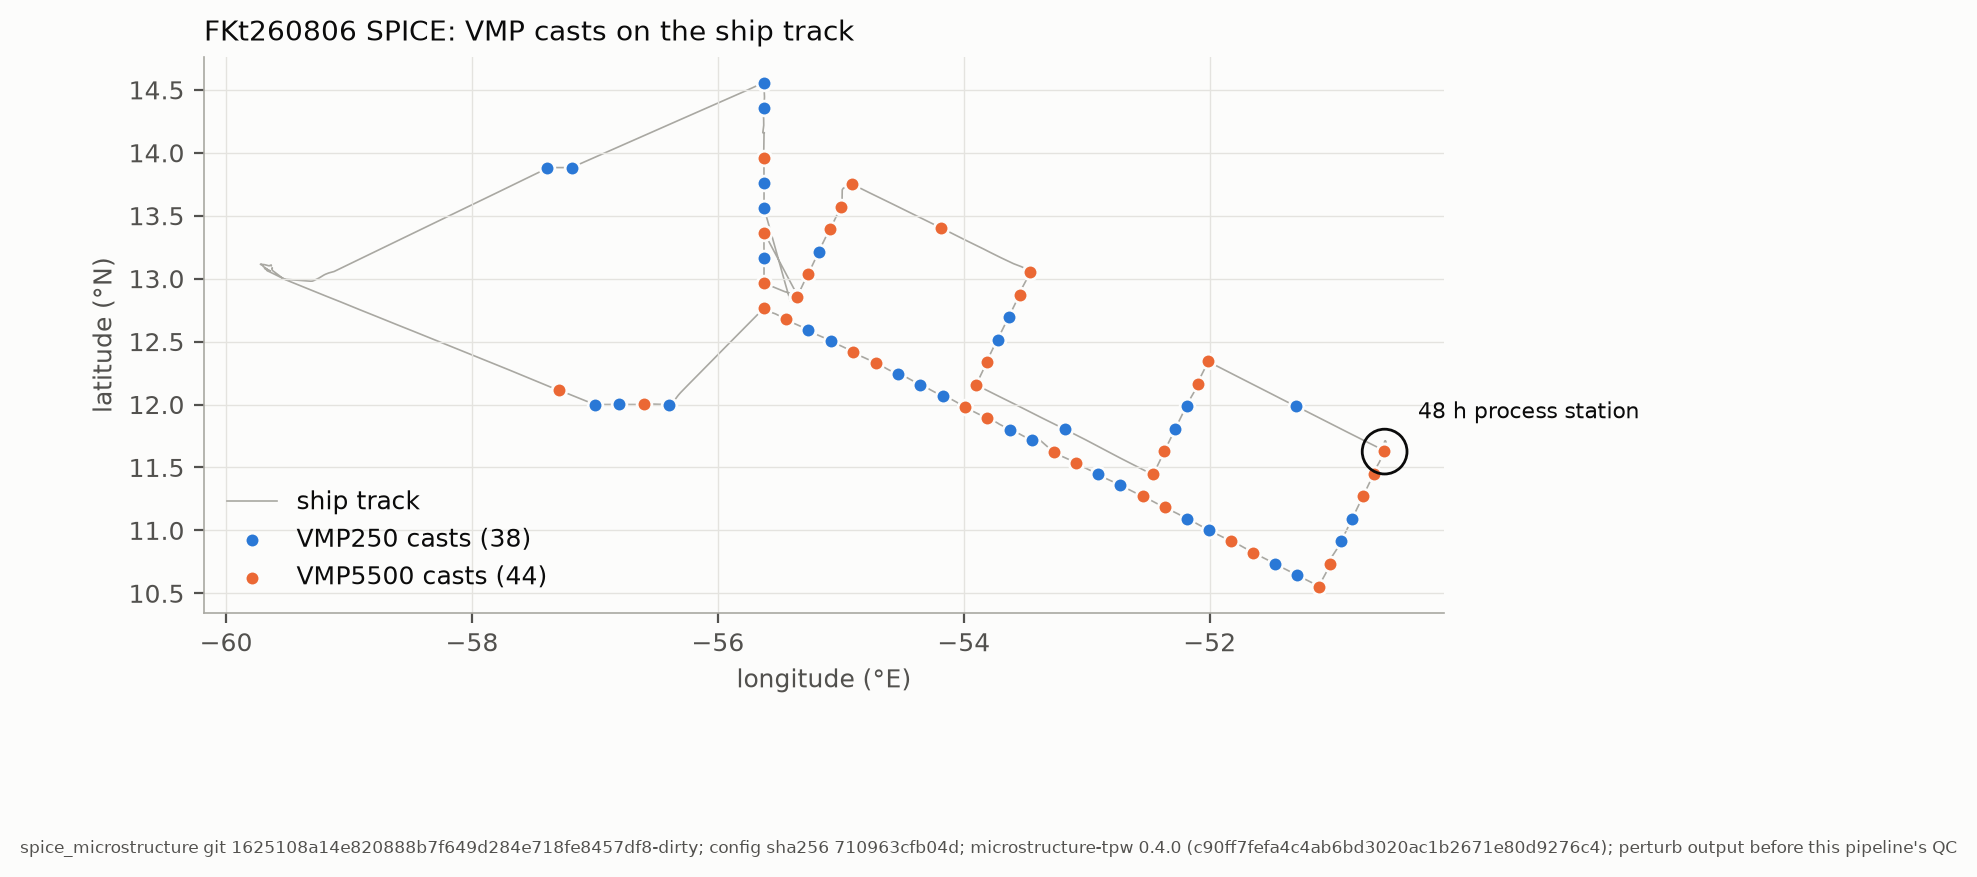 FKt260806 SPICE: VMP casts on the ship track
14.5
14.0
13.5
13.0
12.5
12.0
11.5
11.0
10.5
latitude (°N)
48 h process station
ship track
VMP250 casts (38)
VMP5500 casts (44)
−60
−58
−56
−54
−52
longitude (°E)
spice_microstructure git 1625108a14e820888b7f649d284e718fe8457df8-dirty; config sha256 710963cfb04d; microstructure-tpw 0.4.0 (c90ff7fefa4c4ab6bd3020ac1b2671e80d9276c4); perturb output before this pipeline's QC